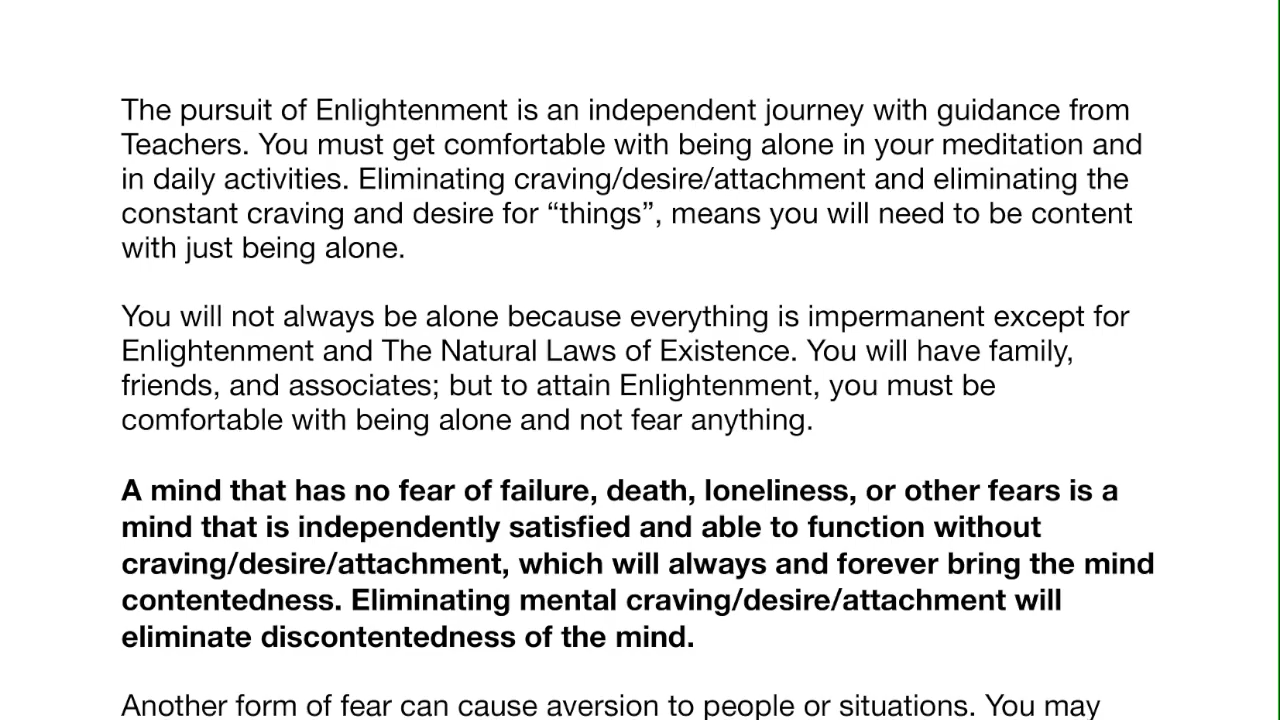 The pursuit of Enlightenment is an independent journey with guidance from
Teachers. You must get comfortable with being alone in your meditation and
in daily activities. Eliminating craving/desire/attachment and eliminating the
constant craving and desire for “things”, means you will need to be content
with just being alone.
You will not always be alone because everything is impermanent except for
Enlightenment and The Natural Laws of Existence. You will have family,
friends, and associates; but to attain Enlightenment, you must be
comfortable with being alone and not fear anything.
A mind that has no fear of failure, death, loneliness, or other fears is a
mind that is independently satisfied and able to function without
craving/desire/attachment, which will always and forever bring the mind
contentedness. Eliminating mental craving/desire/attachment will
eliminate discontentedness of the mind.
Another form of fear can cause aversion to people or situations. You may